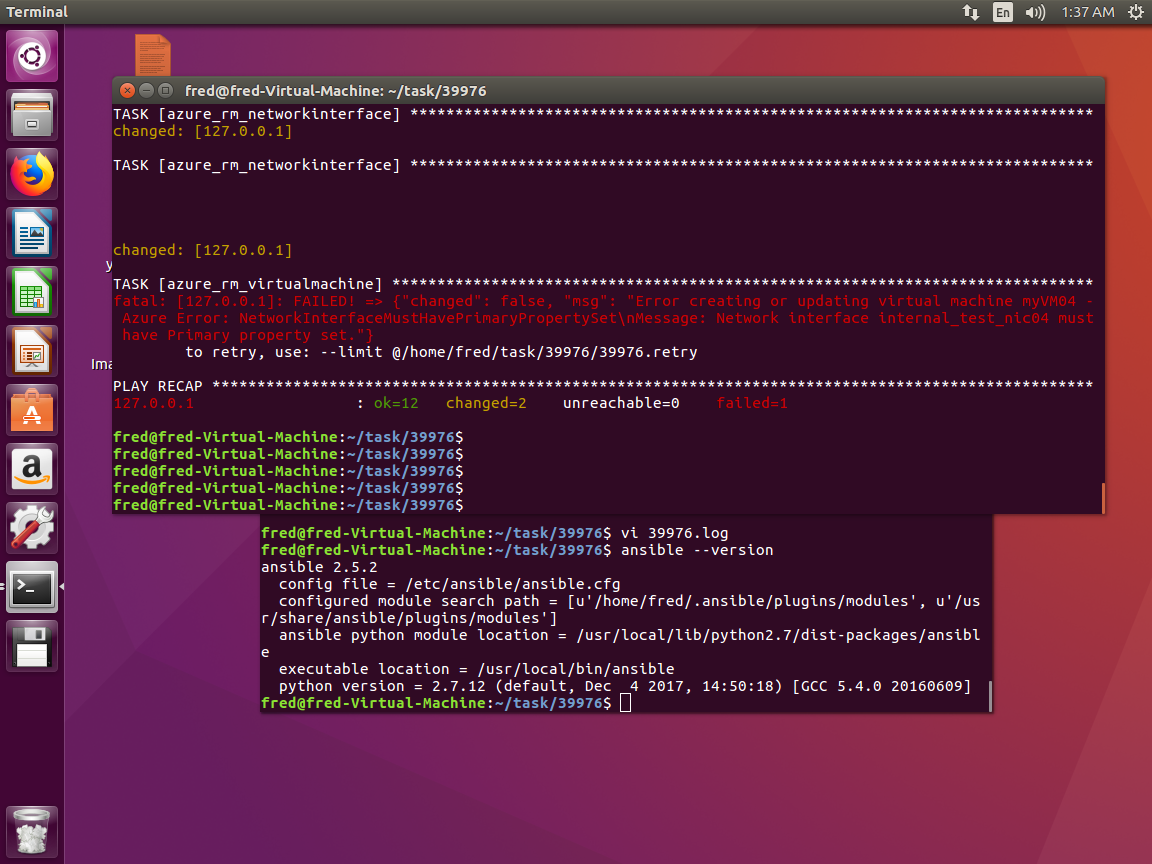 Terminal
En
1:37 AM
fred@fred-Virtual-Machine: ~/task/39976
TASK [azure_rm_networkinterface] ****************************************************************************
changed: [127.0.0.1]
TASK [azure_rm_networkinterface] ****************************************************************************
changed: [127.0.0.1]
y
TASK [azure_rm_virtualmachine] ******************************************************************************
fatal: [127.0.0.1]: FAILED! => {"changed": false, "msg": "Error creating or updating virtual machine myVM04 -
Azure Error: NetworkInterfaceMustHavePrimaryPropertySet\nMessage: Network interface internal_test_nic04 must
have Primary property set."}
to retry, use: --limit @/home/fred/task/39976/39976.retry
Ima
PLAY RECAP **************************************************************************************************
127.0.0.1 : ok=12 changed=2 unreachable=0 failed=1
fred@fred-Virtual-Machine:~/task/39976$
fred@fred-Virtual-Machine:~/task/39976$
fred@fred-Virtual-Machine:~/task/39976$
fred@fred-Virtual-Machine:~/task/39976$
fred@fred-Virtual-Machine:~/task/39976$
fred@fred-Virtual-Machine:~/task/39976$ vi 39976.log
fred@fred-Virtual-Machine:~/task/39976$ ansible --version
ansible 2.5.2
config file = /etc/ansible/ansible.cfg
configured module search path = [u'/home/fred/.ansible/plugins/modules', u'/us
r/share/ansible/plugins/modules']
ansible python module location = /usr/local/lib/python2.7/dist-packages/ansibl
e
executable location = /usr/local/bin/ansible
python version = 2.7.12 (default, Dec  4 2017, 14:50:18) [GCC 5.4.0 20160609]
fred@fred-Virtual-Machine:~/task/39976$